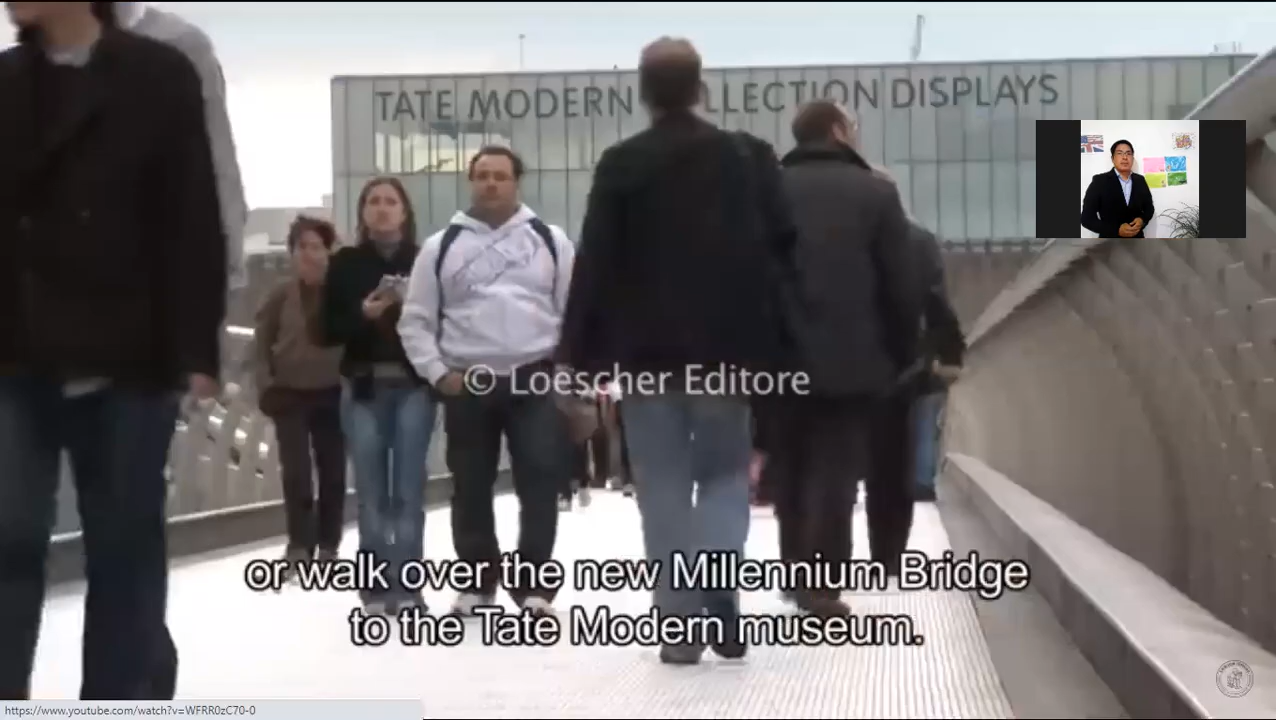 TATE MODERN COLLECTION DISPLAYS
© Loescher Editore
or walk over the new Millennium Bridge
to the Tate Modern museum.
https://www.youtube.com/watch?v=WFRR0zC70-0